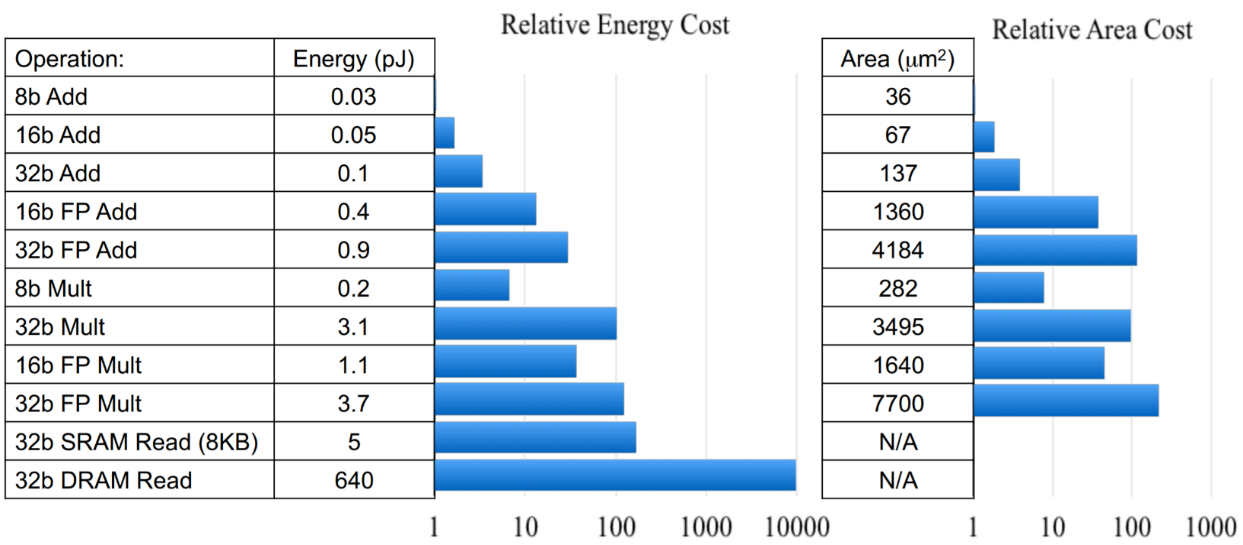 Relative Energy Cost
Relative Area Cost
Operation: Energy (pJ) Area (μm²)
8b Add 0.03 36
16b Add 0.05 67
32b Add 0.1 137
16b FP Add 0.4 1360
32b FP Add 0.9 4184
8b Mult 0.2 282
32b Mult 3.1 3495
16b FP Mult 1.1 1640
32b FP Mult 3.7 7700
32b SRAM Read (8KB) 5 N/A
32b DRAM Read 640 N/A
1 10 100 1000 10000 1 10 100 1000